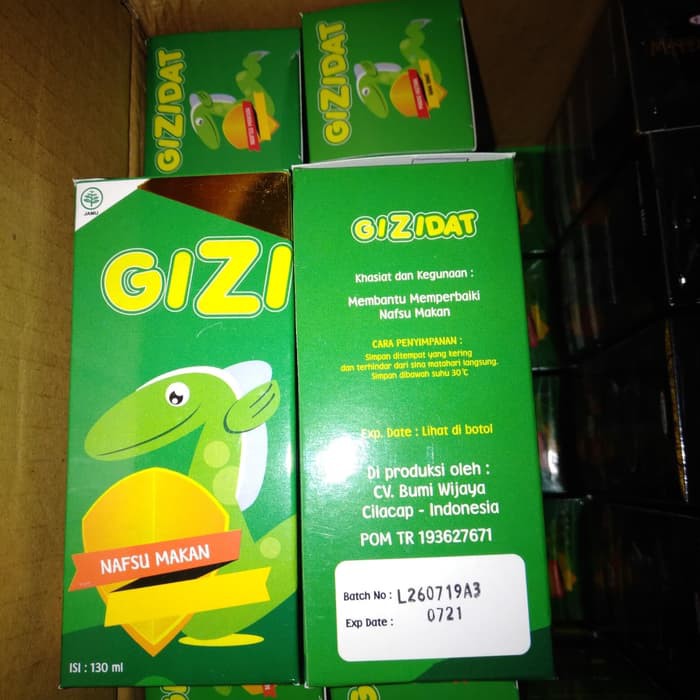 GIZIDAT
GIZIDAT
JAMU
GIZI
NAFSU MAKAN
ISI : 130 ml
GIZIDAT
Khasiat dan Kegunaan :
Membantu Memperbaiki
Nafsu Makan
CARA PENYIMPANAN :
Simpan ditempat yang kering
dan terhindar dari sina matahari langsung.
Simpan dibawah suhu 30°C
Exp. Date : Lihat di botol
Di produksi oleh :
CV. Bumi Wijaya
Cilacap - Indonesia
POM TR 193627671
Batch No : L260719A3
Exp Date : 0721